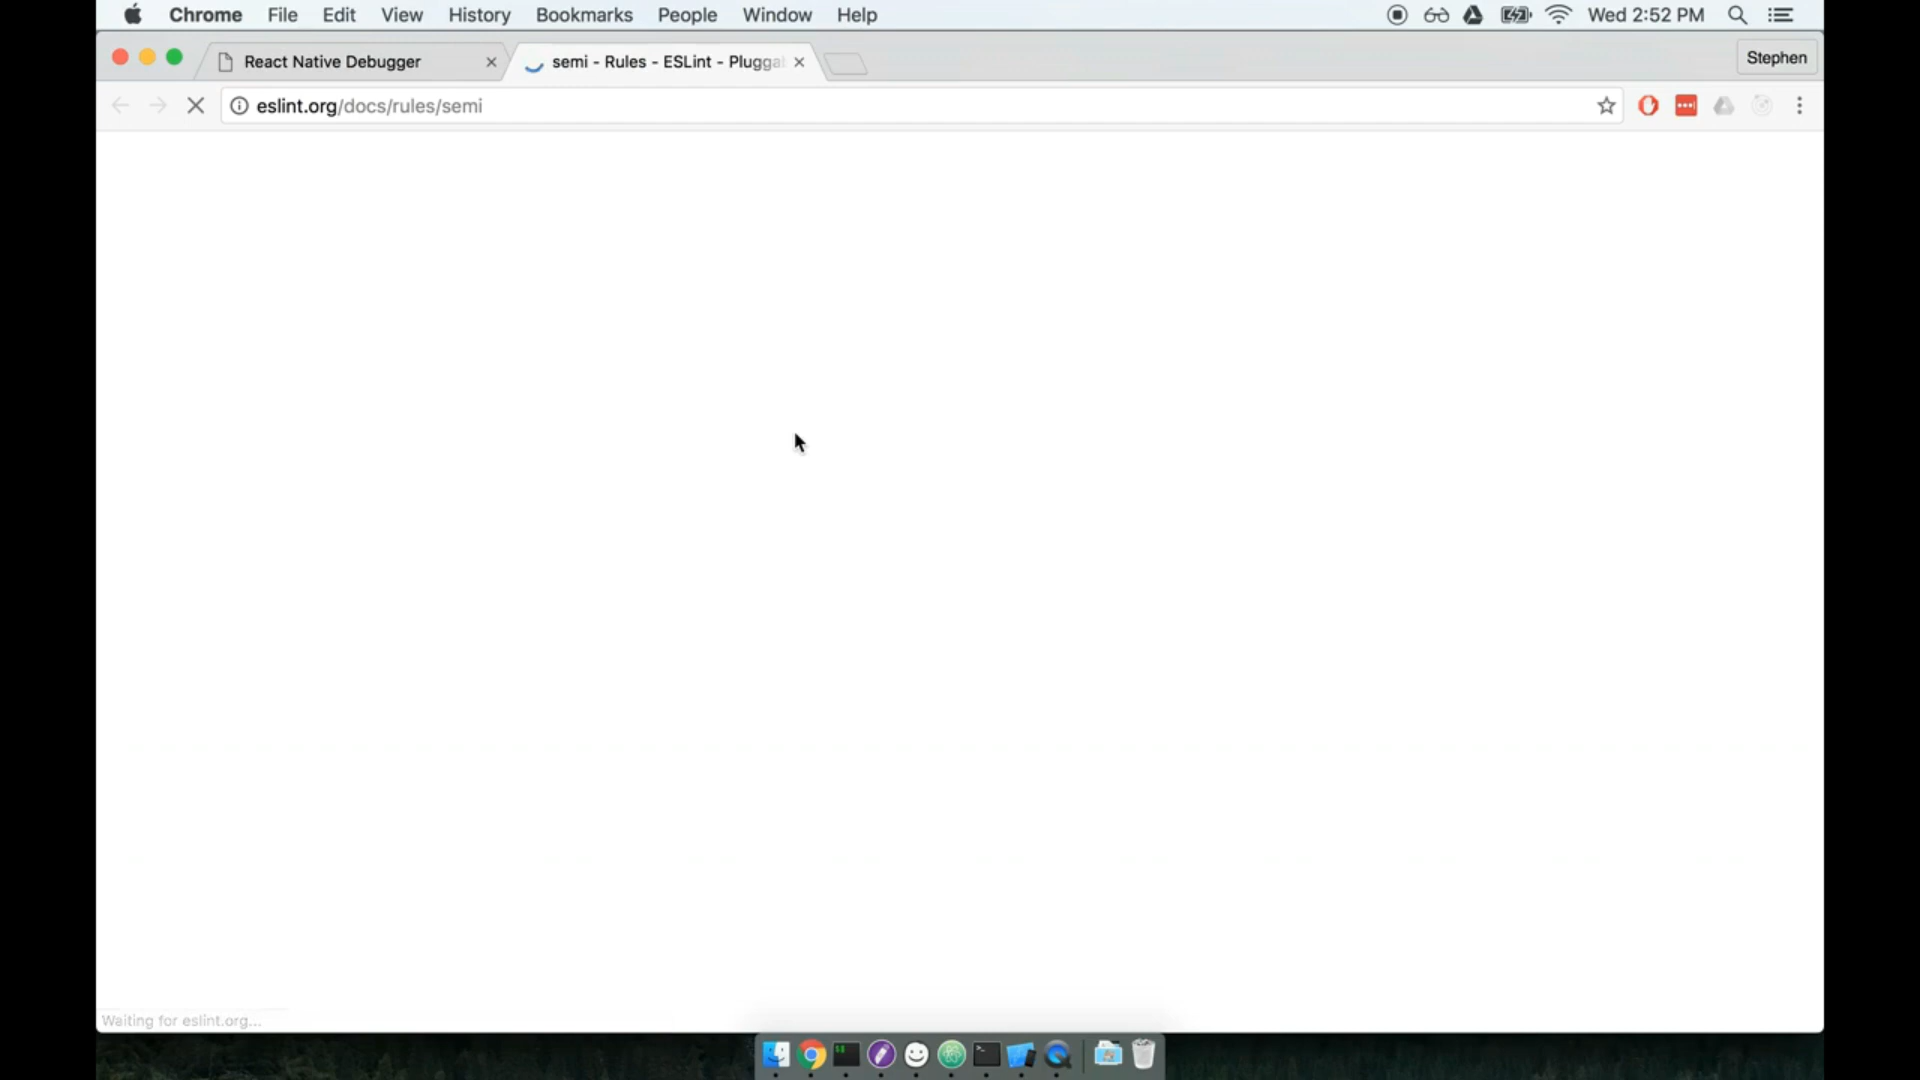 Chrome File Edit View History Bookmarks People Window Help Wed 2:52 PM
React Native Debugger semi - Rules - ESLint - Plugga Stephen
eslint.org/docs/rules/semi
Waiting for eslint.org...